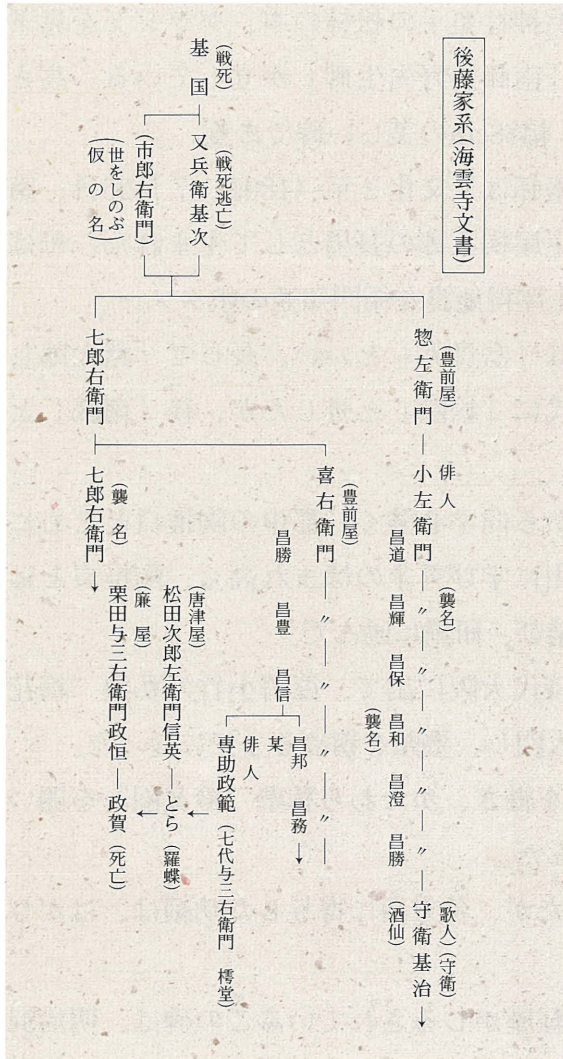 後藤家系(海雲寺文書)
(豊前屋)
惣左衛門 ― 小左衛門 ― 〃 ― 〃 ― 〃 ― 〃 ― 〃 ― 守衛基治
俳人
(襲名)
(歌人)(守衛)
昌道 昌輝 昌保 昌和 昌澄 昌勝
(酒仙)
(襲名)
(豊前屋)
喜右衛門 ― 〃 ― 〃 ― 〃 ― 〃 ― 〃
昌勝 昌豊 昌信
昌邦 昌務
某
俳人
専助政範(七代与三右衛門 樗堂)
(戦死)
基国
(戦死逃亡)
又兵衛基次
(市郎右衛門)
(世をしのぶ
仮の名)
(唐津屋)
松田次郎左衛門信英 ― とら(羅蝶)
(廉屋)
栗田与三右衛門政恒 ― 政賀(死亡)
七郎右衛門 ― 七郎右衛門
(襲名)